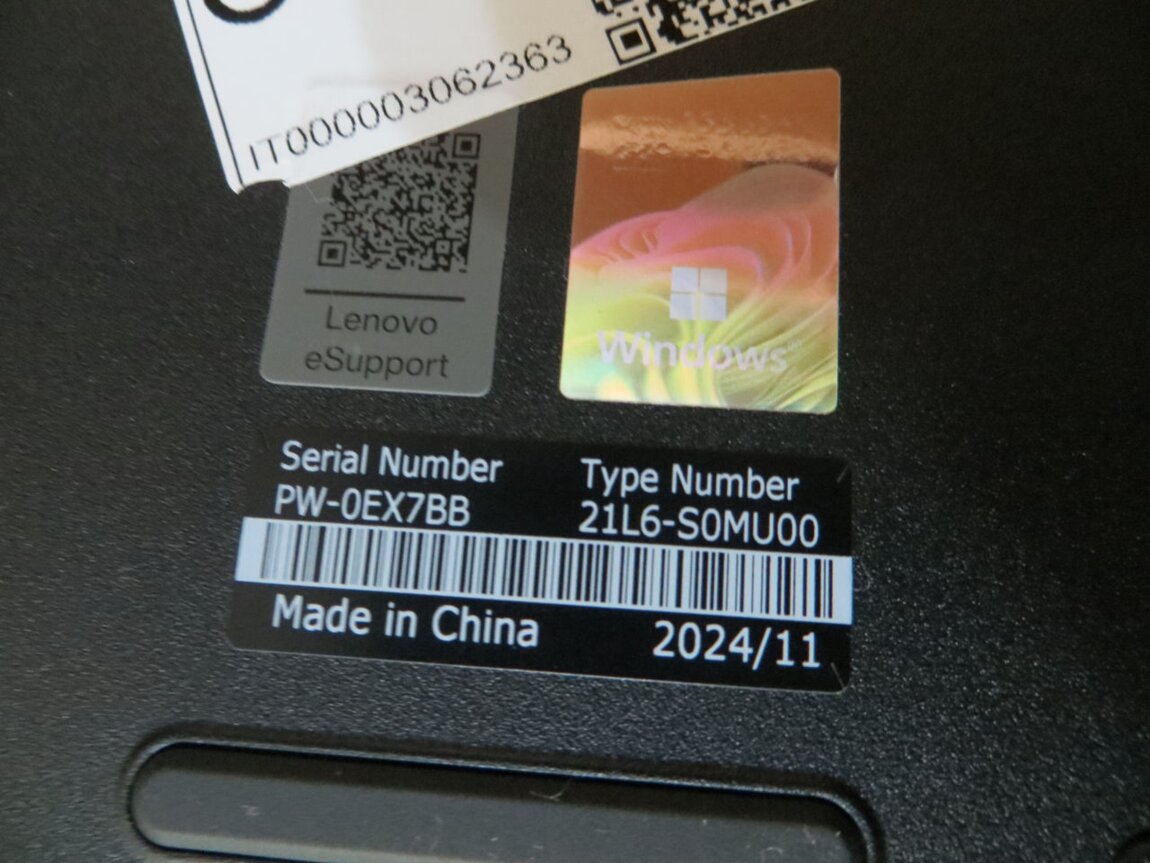 IT000003062363
Lenovo
eSupport
Windows
Serial Number
PW-0EX7BB
Type Number
21L6-S0MU00
Made in China
2024/11